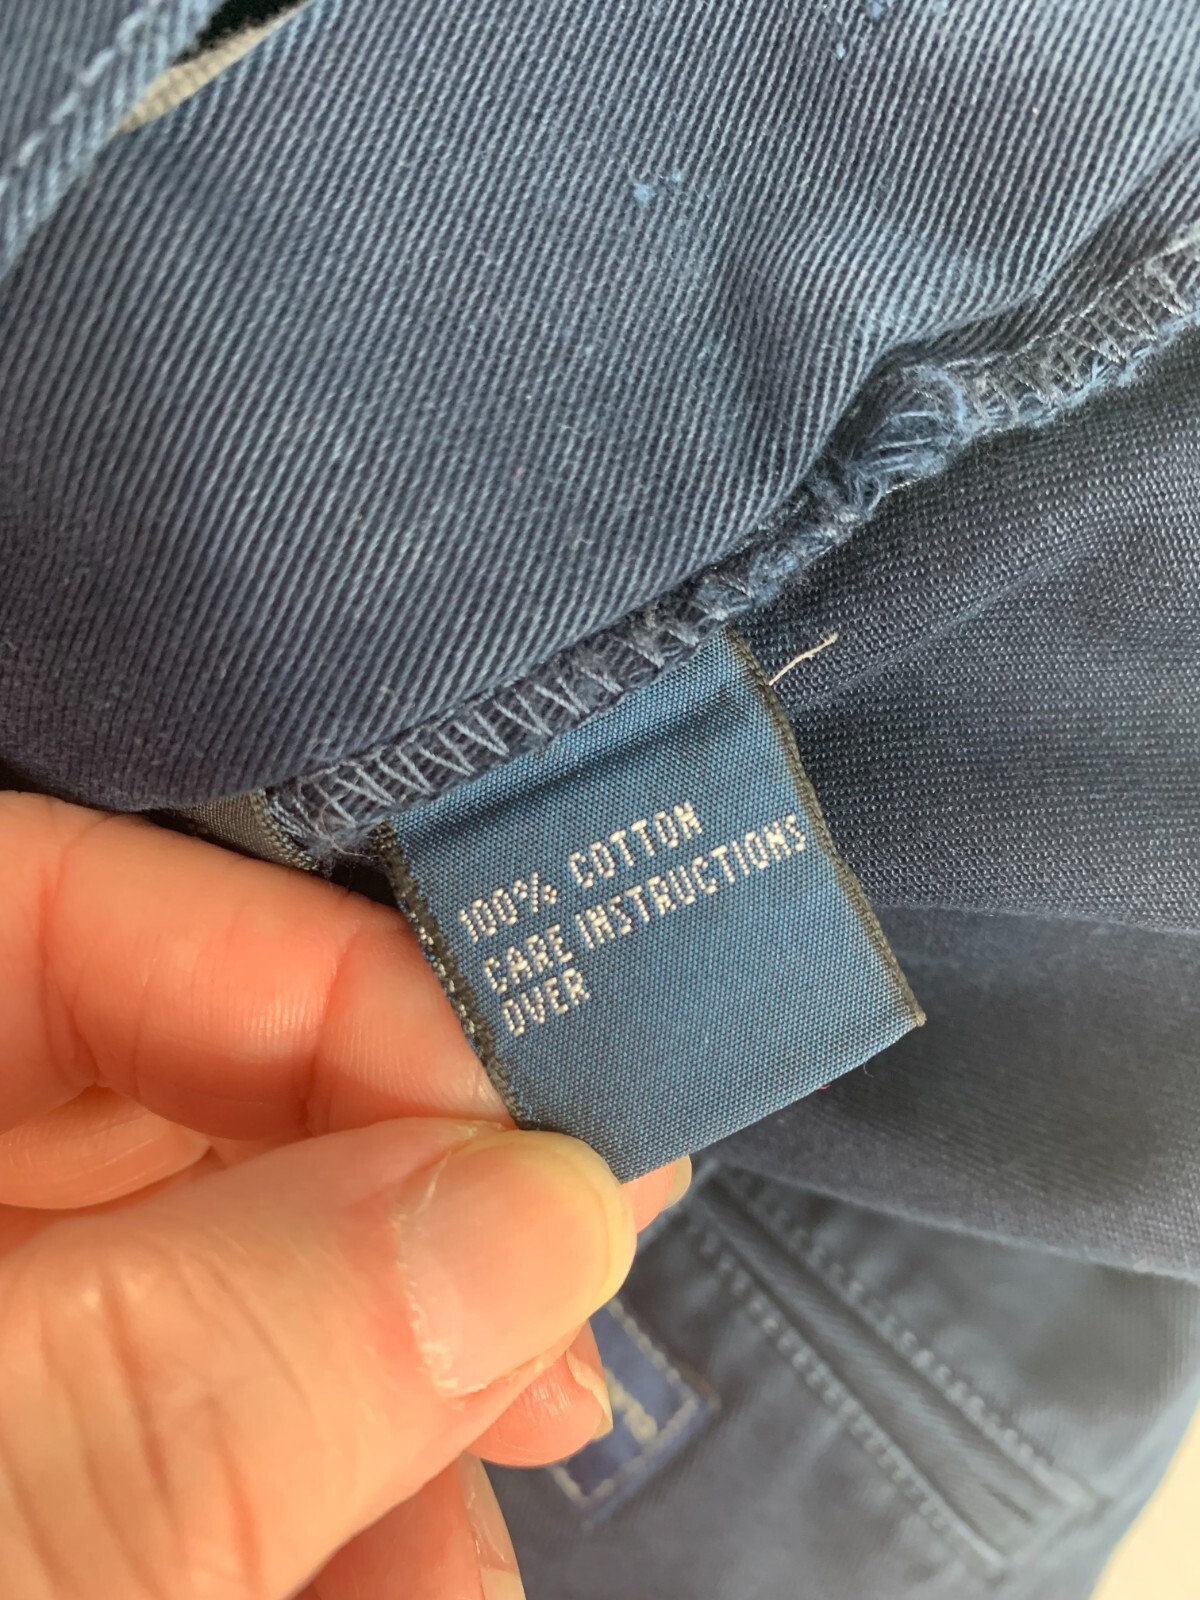 100% COTTON
CARE INSTRUCTIONS
OVER